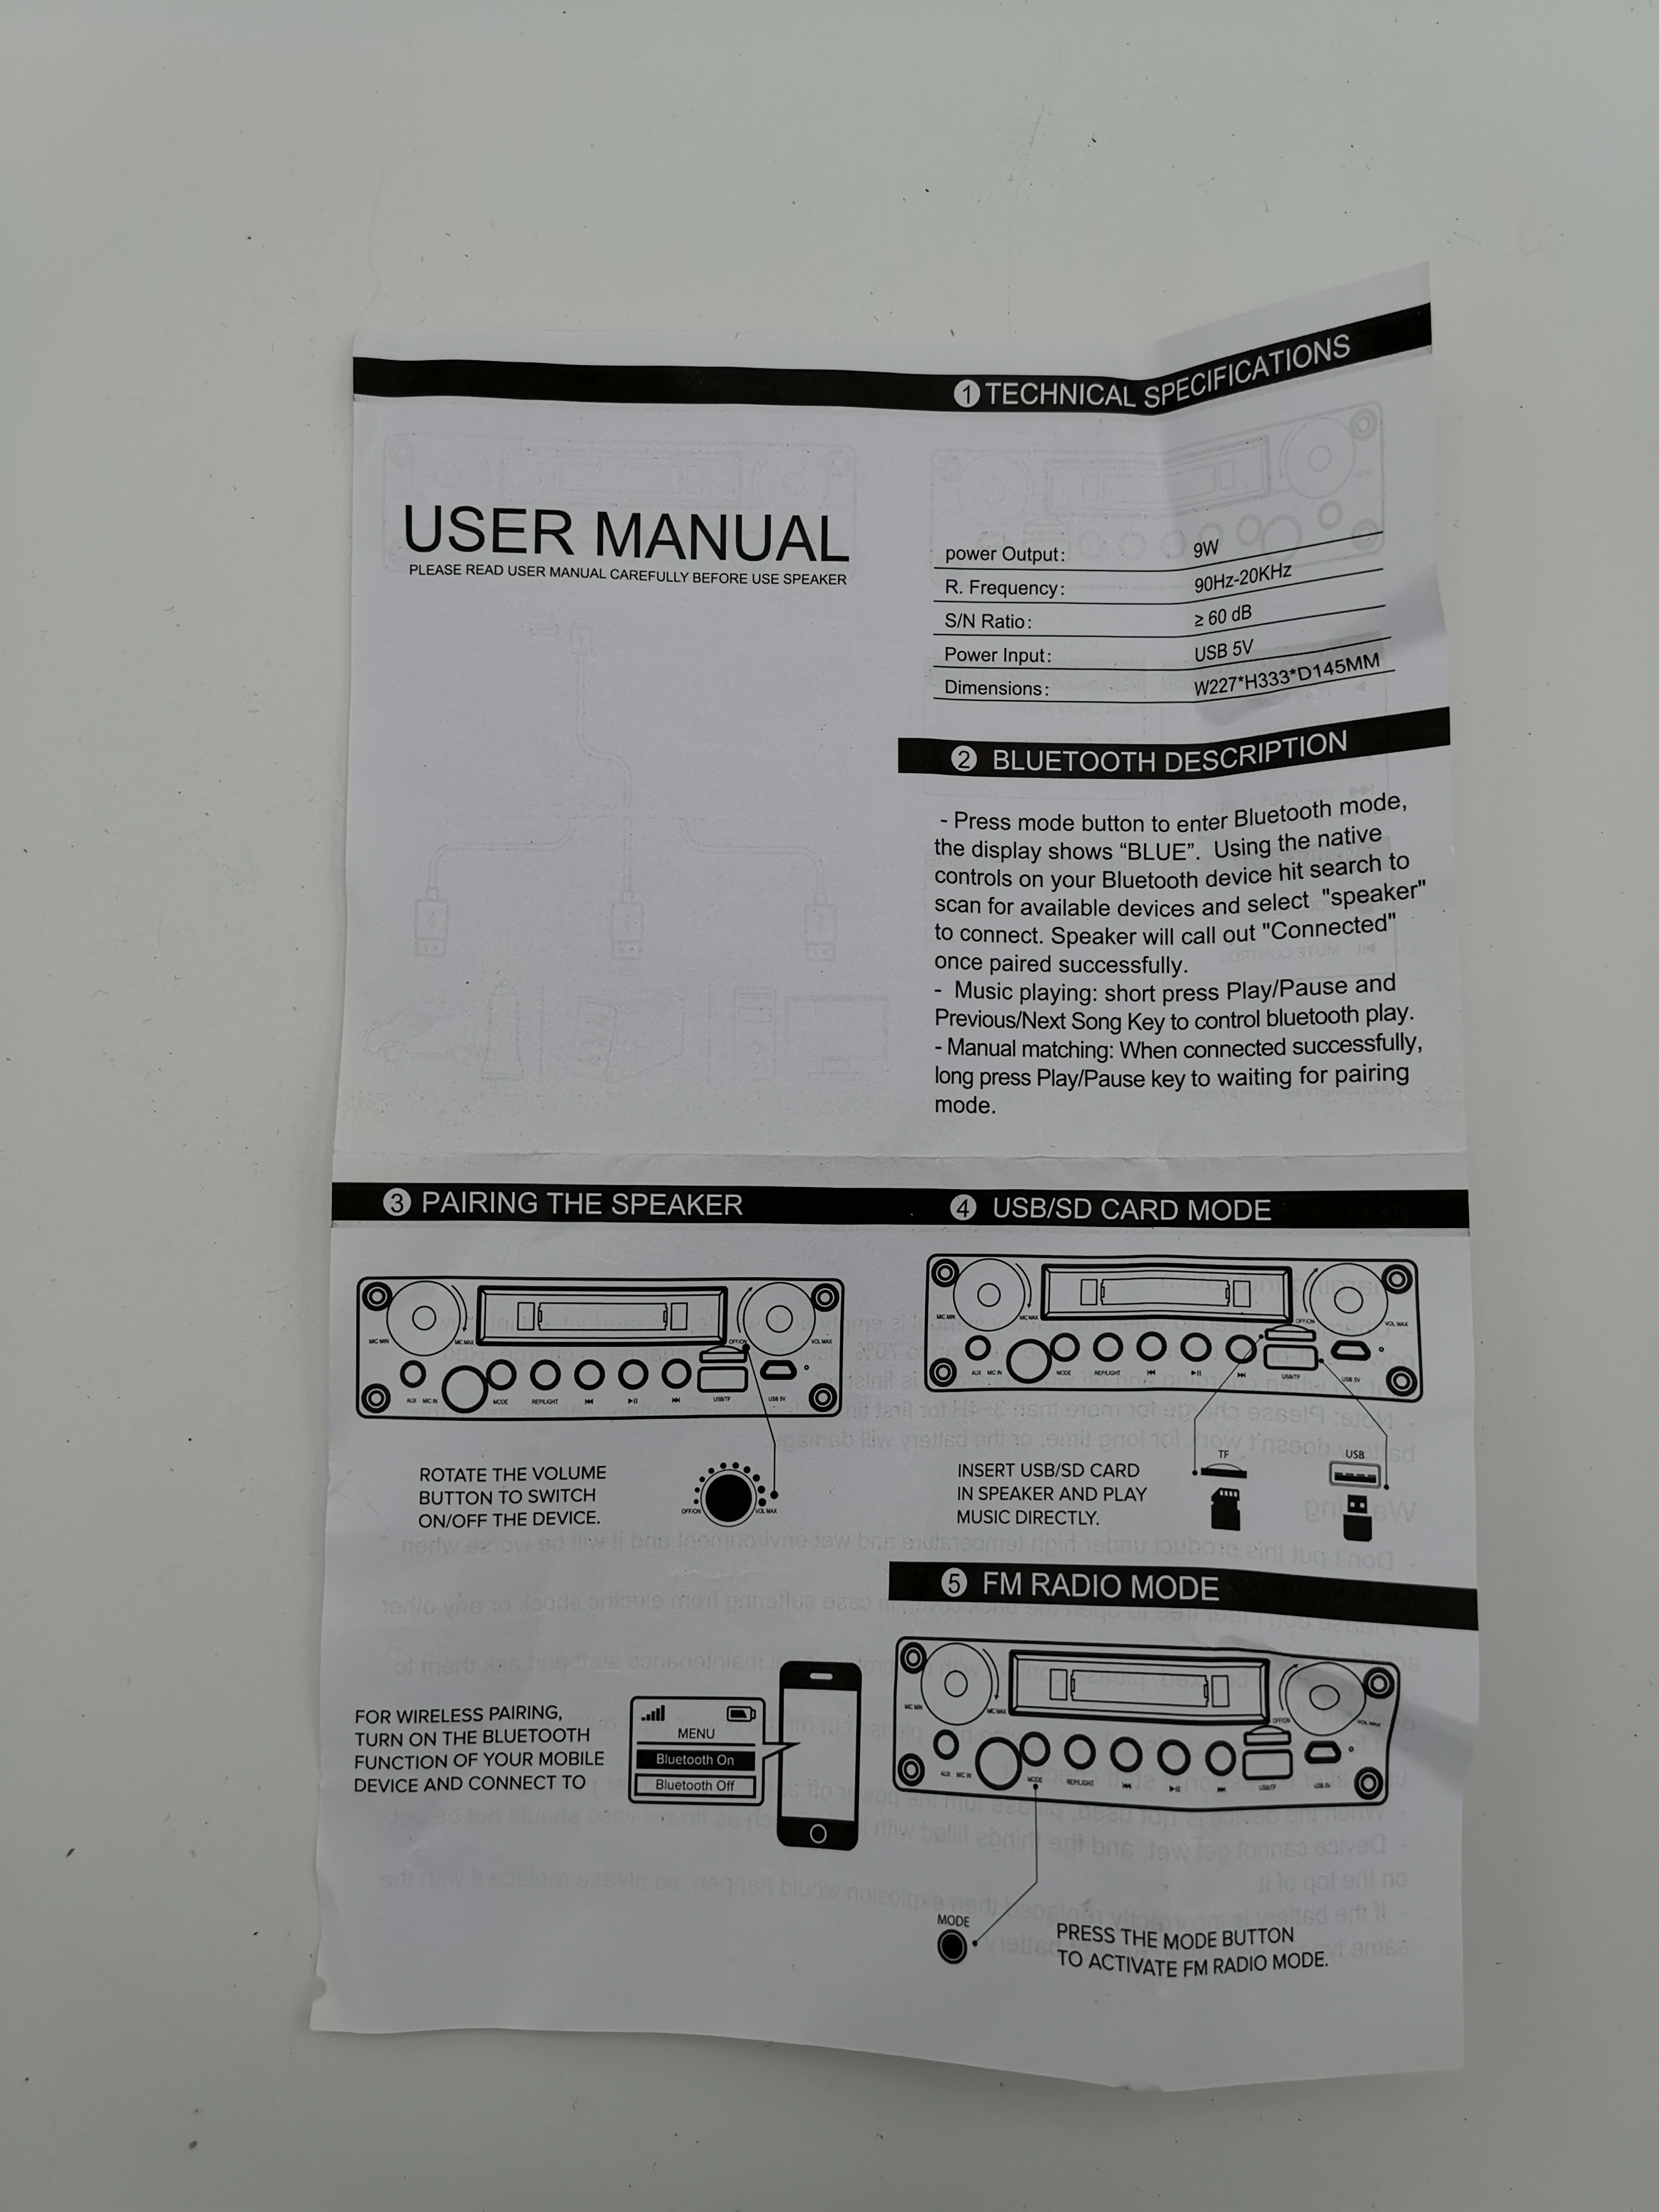 USER MANUAL
PLEASE READ USER MANUAL CAREFULLY BEFORE USE SPEAKER
1 TECHNICAL SPECIFICATIONS
power Output: 9W
R. Frequency: 90Hz-20KHz
S/N Ratio: ≥ 60 dB
Power Input: USB 5V
Dimensions: W227*H333*D145MM
2 BLUETOOTH DESCRIPTION
- Press mode button to enter Bluetooth mode,
the display shows “BLUE”. Using the native
controls on your Bluetooth device hit search to
scan for available devices and select "speaker"
to connect. Speaker will call out "Connected"
once paired successfully.
- Music playing: short press Play/Pause and
Previous/Next Song Key to control bluetooth play.
- Manual matching: When connected successfully,
long press Play/Pause key to waiting for pairing
mode.
3 PAIRING THE SPEAKER
MIC MIN MIC MAX OFF/ON VOL MAX
AUX MIC IN MODE REP/LIGHT USB/TF USB 5V
ROTATE THE VOLUME
BUTTON TO SWITCH
ON/OFF THE DEVICE.
OFF/ON VOL MAX
FOR WIRELESS PAIRING,
TURN ON THE BLUETOOTH
FUNCTION OF YOUR MOBILE
DEVICE AND CONNECT TO
MENU
Bluetooth On
Bluetooth Off
4 USB/SD CARD MODE
MIC MIN MIC MAX OFF/ON VOL MAX
AUX MIC IN MODE REP/LIGHT USB/TF USB 5V
INSERT USB/SD CARD
IN SPEAKER AND PLAY
MUSIC DIRECTLY.
TF USB
5 FM RADIO MODE
MIC MIN MIC MAX OFF/ON VOL MAX
AUX MIC IN MODE REP/LIGHT USB/TF USB 5V
MODE
PRESS THE MODE BUTTON
TO ACTIVATE FM RADIO MODE.